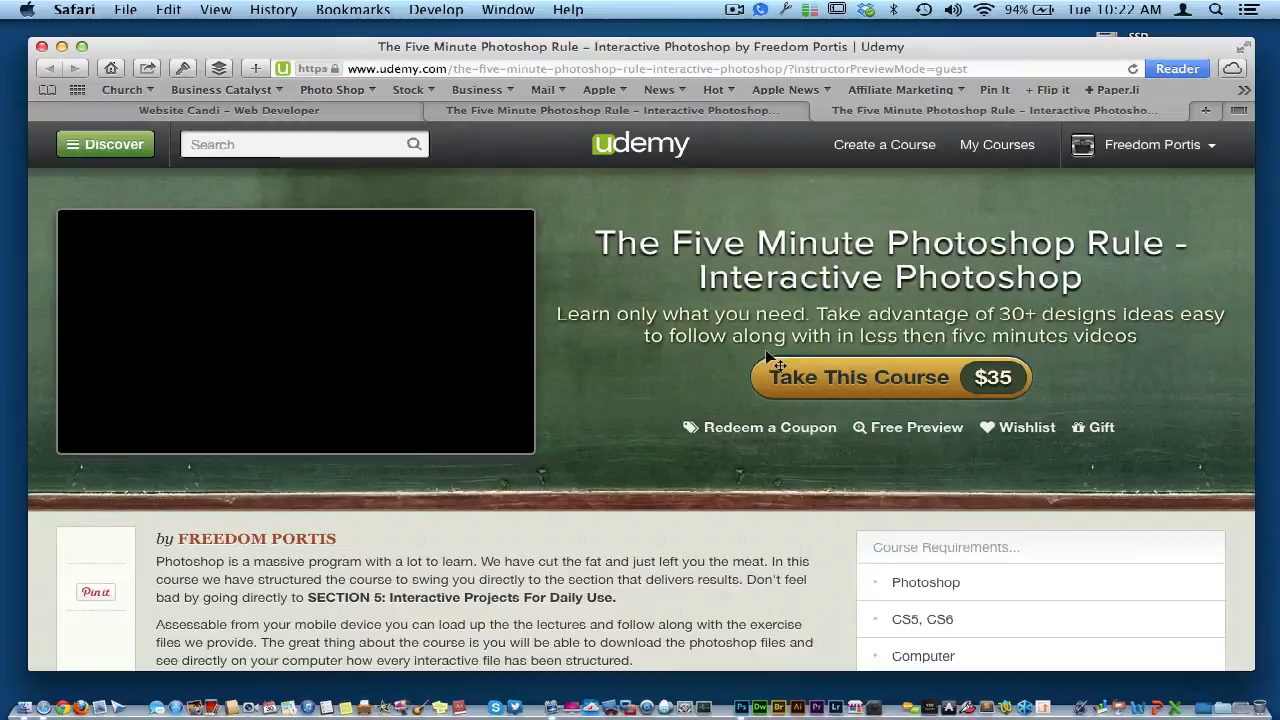 Safari File Edit View History Bookmarks Develop Window Help 94% Tue 10:22 AM
The Five Minute Photoshop Rule – Interactive Photoshop by Freedom Portis | Udemy
https www.udemy.com/the-five-minute-photoshop-rule-interactive-photoshop/?instructorPreviewMode=guest Reader
Church Business Catalyst Photo Shop Stock Business Mail Apple News Hot Apple News Affiliate Marketing Pin It + Flip it + Paper.li
Website Candi – Web Developer The Five Minute Photoshop Rule – Interactive Photoshop... The Five Minute Photoshop Rule – Interactive Photosho...
Discover Search udemy Create a Course My Courses Freedom Portis
The Five Minute Photoshop Rule -
Interactive Photoshop
Learn only what you need. Take advantage of 30+ designs ideas easy
to follow along with in less then five minutes videos
Take This Course $35
Redeem a Coupon Free Preview Wishlist Gift
by FREEDOM PORTIS
Photoshop is a massive program with a lot to learn. We have cut the fat and just left you the meat. In this
course we have structured the course to swing you directly to the section that delivers results. Don't feel
bad by going directly to SECTION 5: Interactive Projects For Daily Use.
Assessable from your mobile device you can load up the the lectures and follow along with the exercise
files we provide. The great thing about the course is you will be able to download the photoshop files and
see directly on your computer how every interactive file has been structured.
Pin it
Course Requirements...
Photoshop
CS5, CS6
Computer
Ps Dw Br Ai Pr Lr